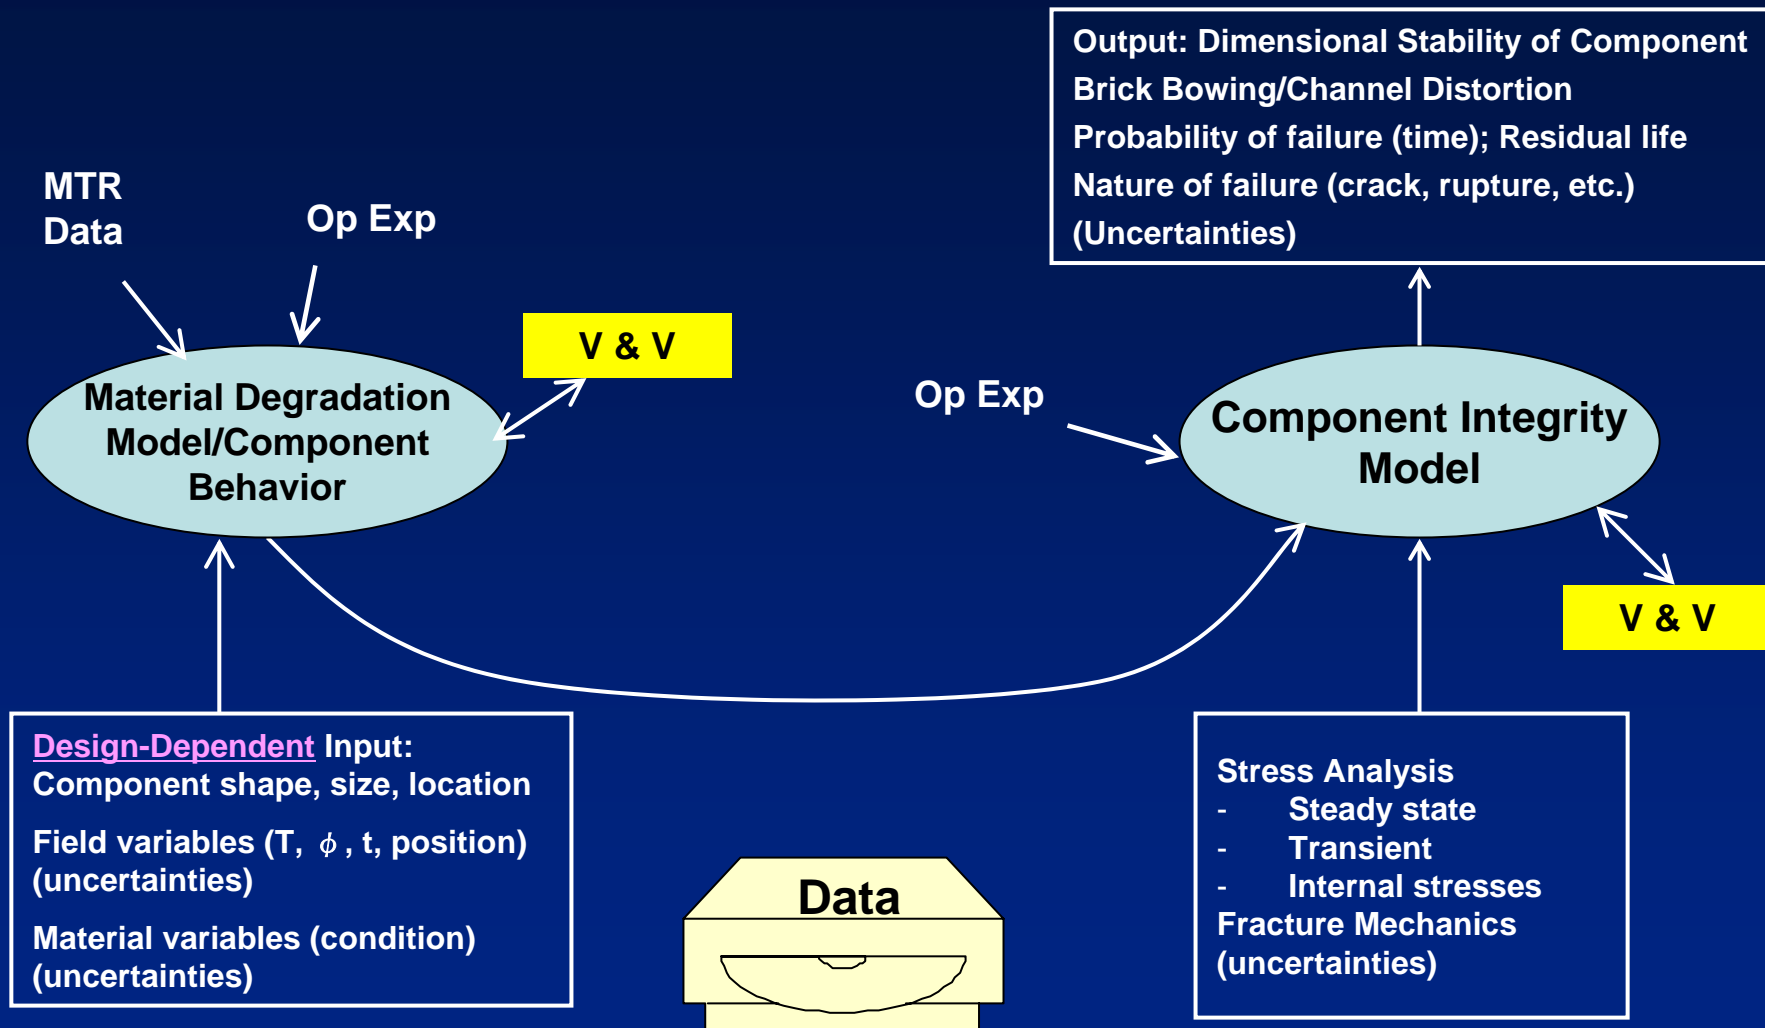 Output: Dimensional Stability of Component
Brick Bowing/Channel Distortion
Probability of failure (time); Residual life
Nature of failure (crack, rupture, etc.)
(Uncertainties)
MTR
Data
Op Exp
V & V
Material Degradation
Model/Component
Behavior
Op Exp
Component Integrity
Model
V & V
Design-Dependent Input:
Component shape, size, location
Field variables (T, ϕ, t, position)
(uncertainties)
Material variables (condition)
(uncertainties)
Data
Stress Analysis
- Steady state
- Transient
- Internal stresses
Fracture Mechanics
(uncertainties)